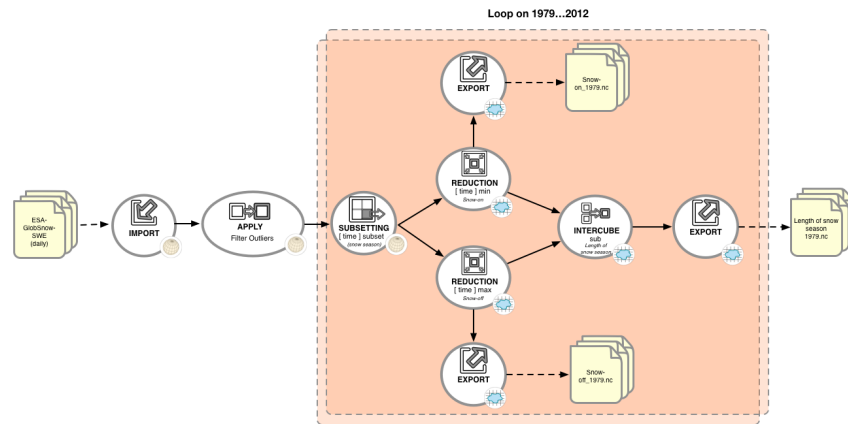 Loop on 1979...2012
EXPORT
Snow-
on_1979.nc
REDUCTION
[ time ] min
Snow-on
ESA-
GlobSnow-
SWE
(daily)
IMPORT
APPLY
Filter Outliers
SUBSETTING
[ time ] subset
(snow season)
INTERCUBE
sub
Length of
snow season
EXPORT
Length of snow
season
1979.nc
REDUCTION
[ time ] max
Snow-off
EXPORT
Snow-
off_1979.nc